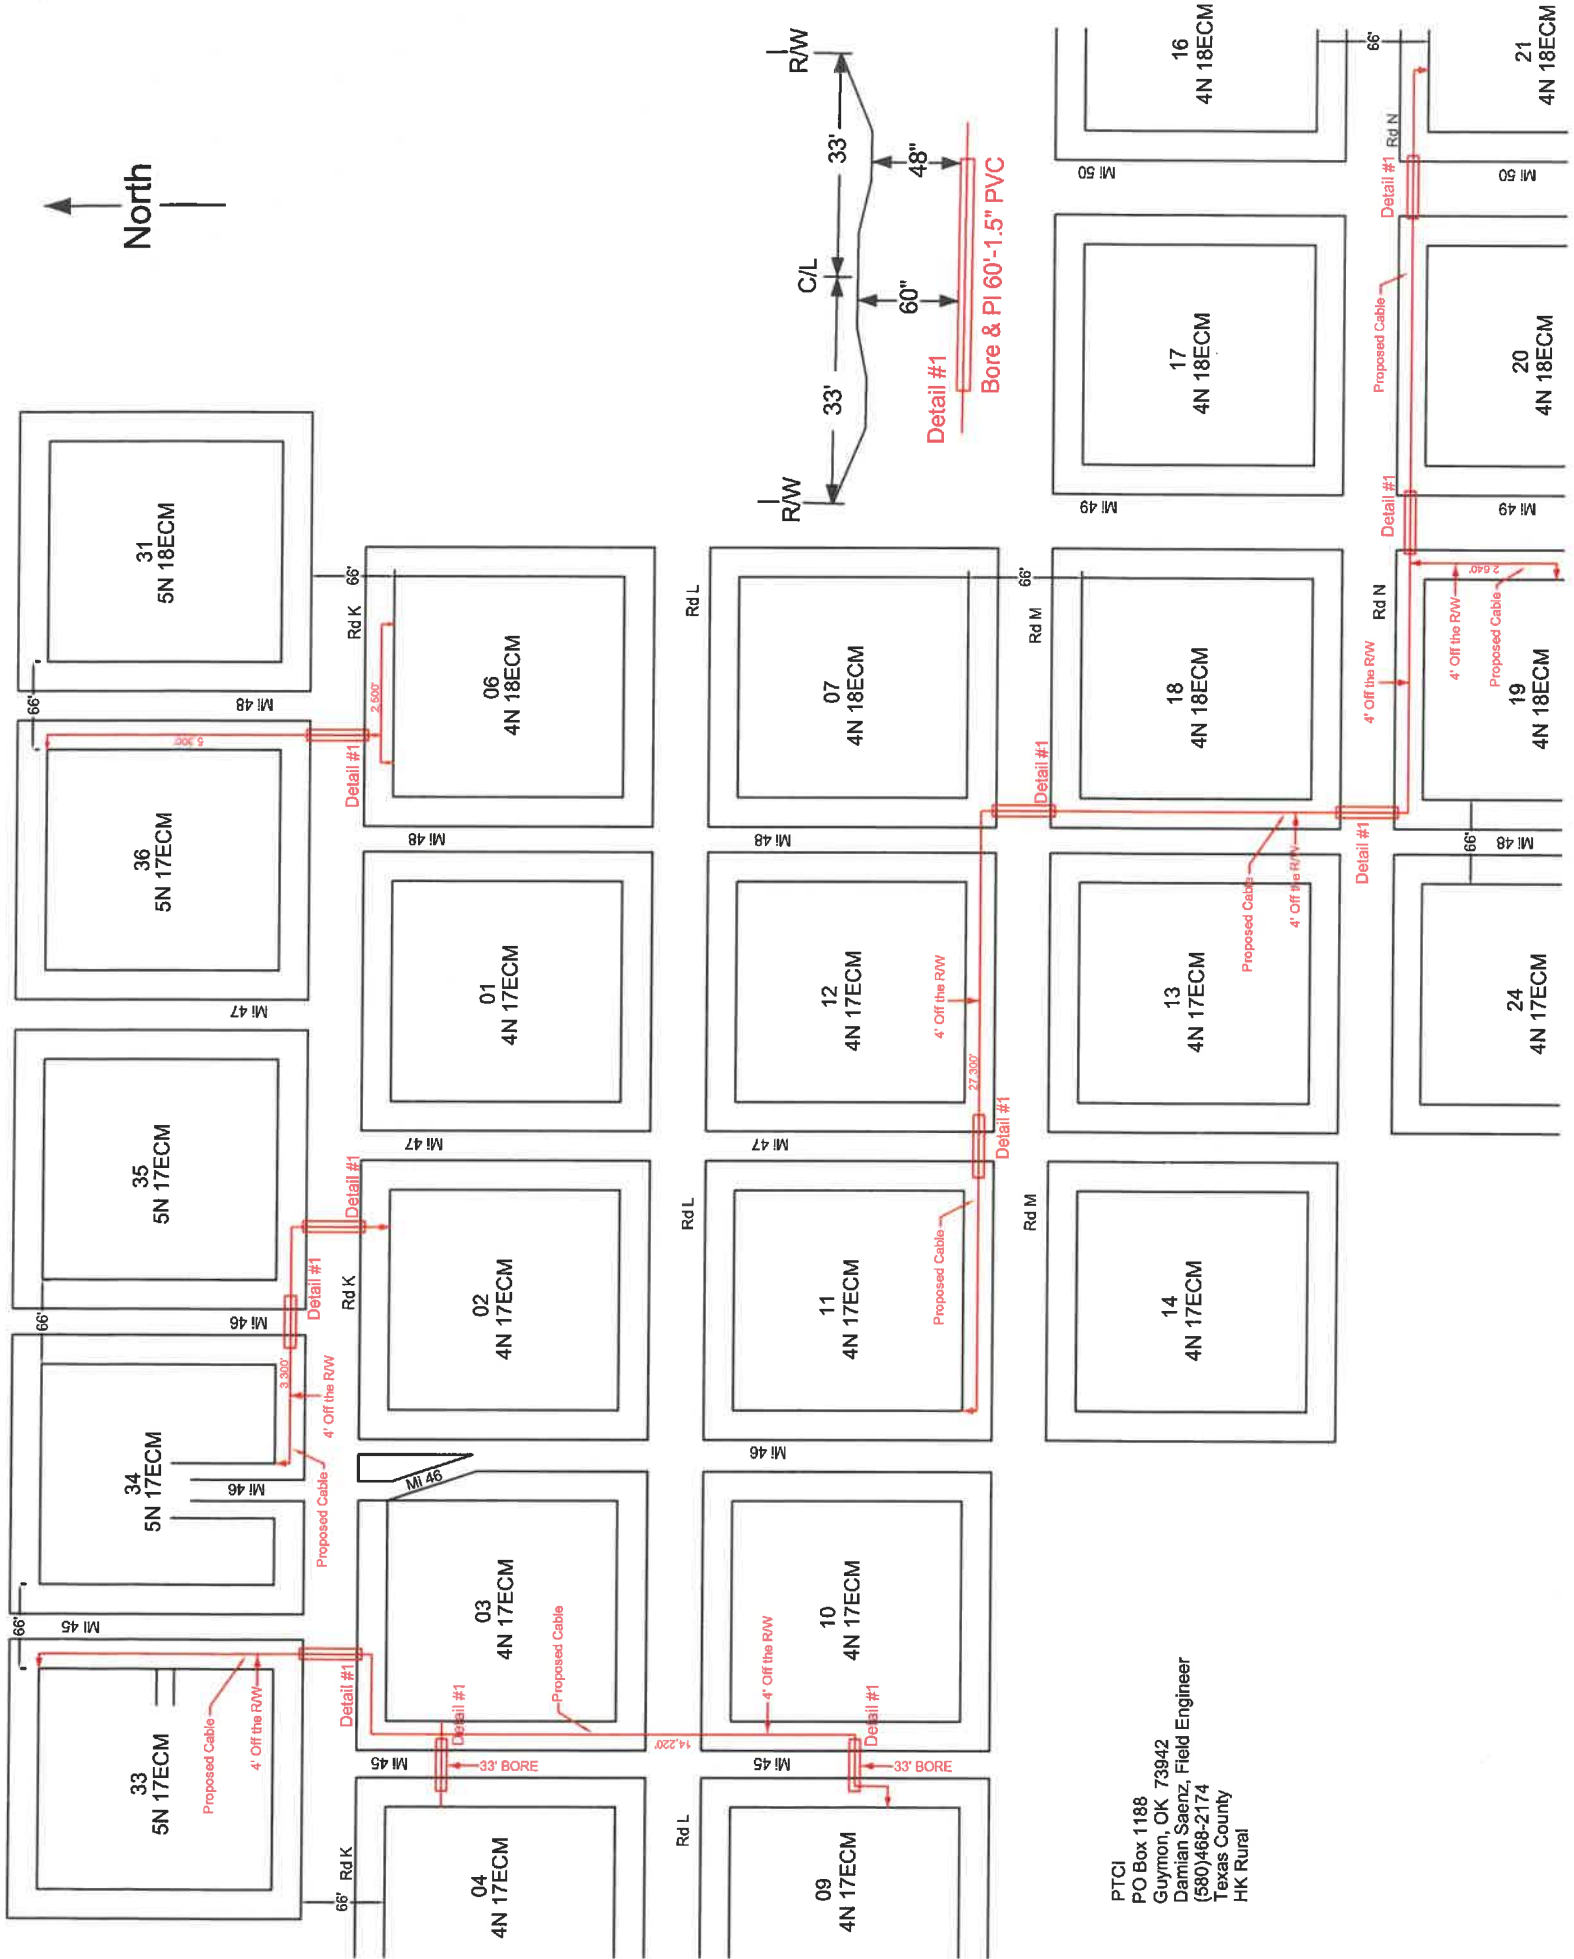 North
33
5N 17ECM
34
5N 17ECM
35
5N 17ECM
36
5N 17ECM
31
5N 18ECM
66'
66'
66'
Mi 45
Mi 46
Mi 46
Mi 47
Mi 48
Proposed Cable
4' Off the R/W
Proposed Cable
3,300'
4' Off the R/W
Detail #1
5,300'
66'
Rd K
Detail #1
Rd K
Detail #1
Detail #1
Rd K
66'
2,600'
04
4N 17ECM
03
4N 17ECM
02
4N 17ECM
01
4N 17ECM
06
4N 18ECM
Mi 45
Mi 46
Mi 47
Mi 48
Detail #1
33' BORE
Proposed Cable
14,220'
Rd L
Rd L
Rd L
09
4N 17ECM
10
4N 17ECM
11
4N 17ECM
12
4N 17ECM
07
4N 18ECM
Mi 45
Mi 46
Mi 47
Mi 48
4' Off the R/W
Detail #1
33' BORE
Proposed Cable
27,300'
4' Off the R/W
Detail #1
Rd M
Detail #1
Rd M
66'
R/W
C/L
R/W
33'
33'
60"
48"
Detail #1
Bore & Pl 60'-1.5" PVC
14
4N 17ECM
13
4N 17ECM
18
4N 18ECM
17
4N 18ECM
16
4N 18ECM
Mi 49
Mi 50
Proposed Cable
4' Off the R/W
Detail #1
4' Off the R/W
Rd N
Detail #1
Proposed Cable
Detail #1
Rd N
66'
24
4N 17ECM
66'
Mi 48
19
4N 18ECM
4' Off the R/W
Proposed Cable
2,640'
Mi 49
20
4N 18ECM
Mi 50
21
4N 18ECM
PTCI
PO Box 1188
Guymon, OK 73942
Damian Saenz, Field Engineer
(580)468-2174
Texas County
HK Rural